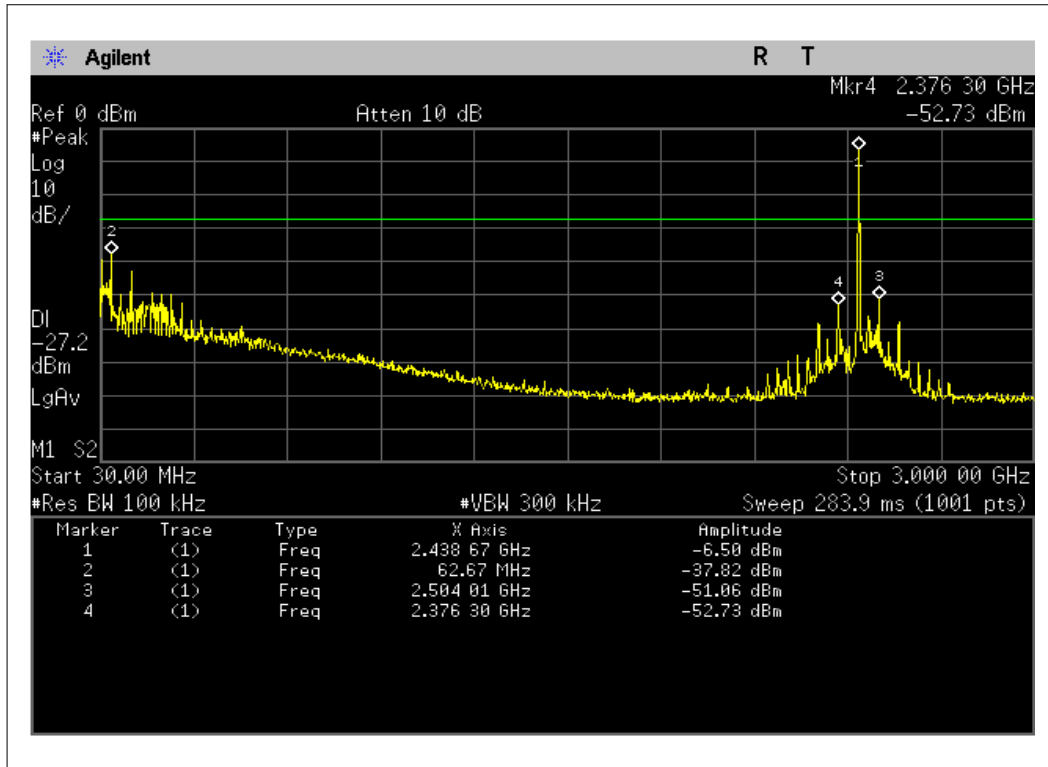 Agilent R T
Mkr4 2.376 30 GHz
Ref 0 dBm Atten 10 dB -52.73 dBm
#Peak
Log
10
dB/
1
2
3
4
DI
-27.2
dBm
LgAv
M1 S2
Start 30.00 MHz Stop 3.000 00 GHz
#Res BW 100 kHz #VBW 300 kHz Sweep 283.9 ms (1001 pts)
Marker Trace Type X Axis Amplitude
1 (1) Freq 2.438 67 GHz -6.50 dBm
2 (1) Freq 62.67 MHz -37.82 dBm
3 (1) Freq 2.504 01 GHz -51.06 dBm
4 (1) Freq 2.376 30 GHz -52.73 dBm